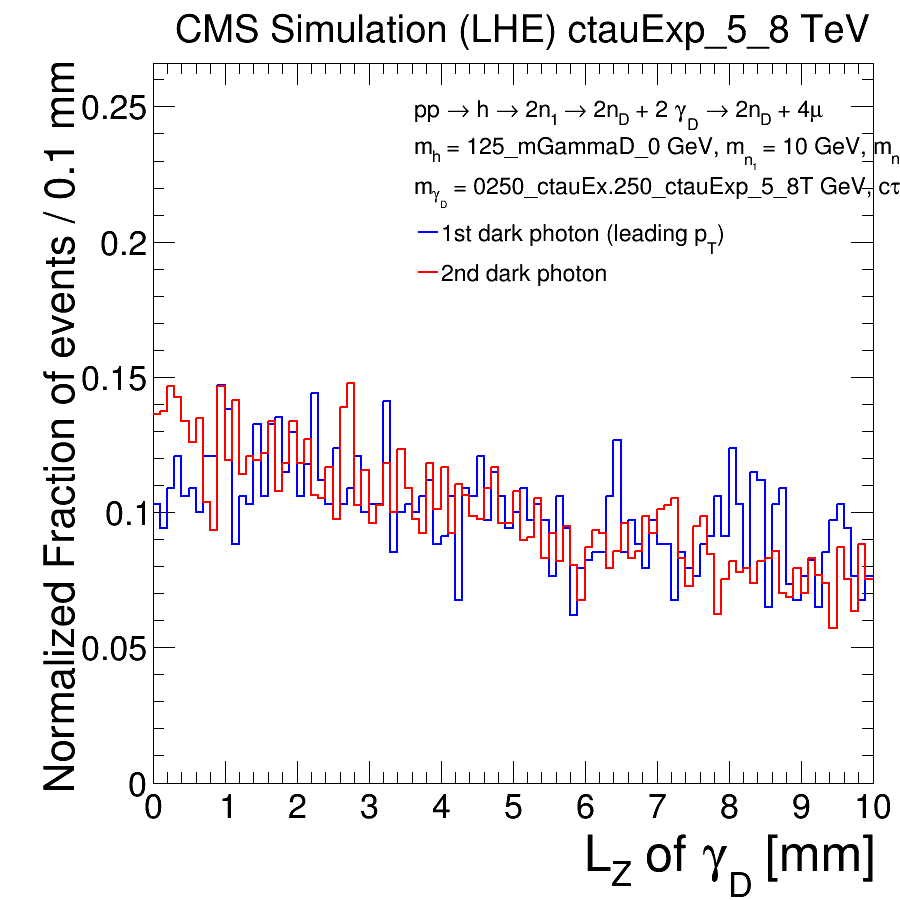 CMS Simulation (LHE) ctauExp_5_8 TeV
pp → h → 2n1 → 2nD + 2 γD → 2nD + 4μ
mh = 125_mGammaD_0 GeV, mn1 = 10 GeV, mn
mγD = 0250_ctauEx.250_ctauExp_5_8T GeV, cτ
1st dark photon (leading pT)
2nd dark photon
Normalized Fraction of events / 0.1 mm
0.25
0.2
0.15
0.1
0.05
0
0 1 2 3 4 5 6 7 8 9 10
LZ of γD [mm]